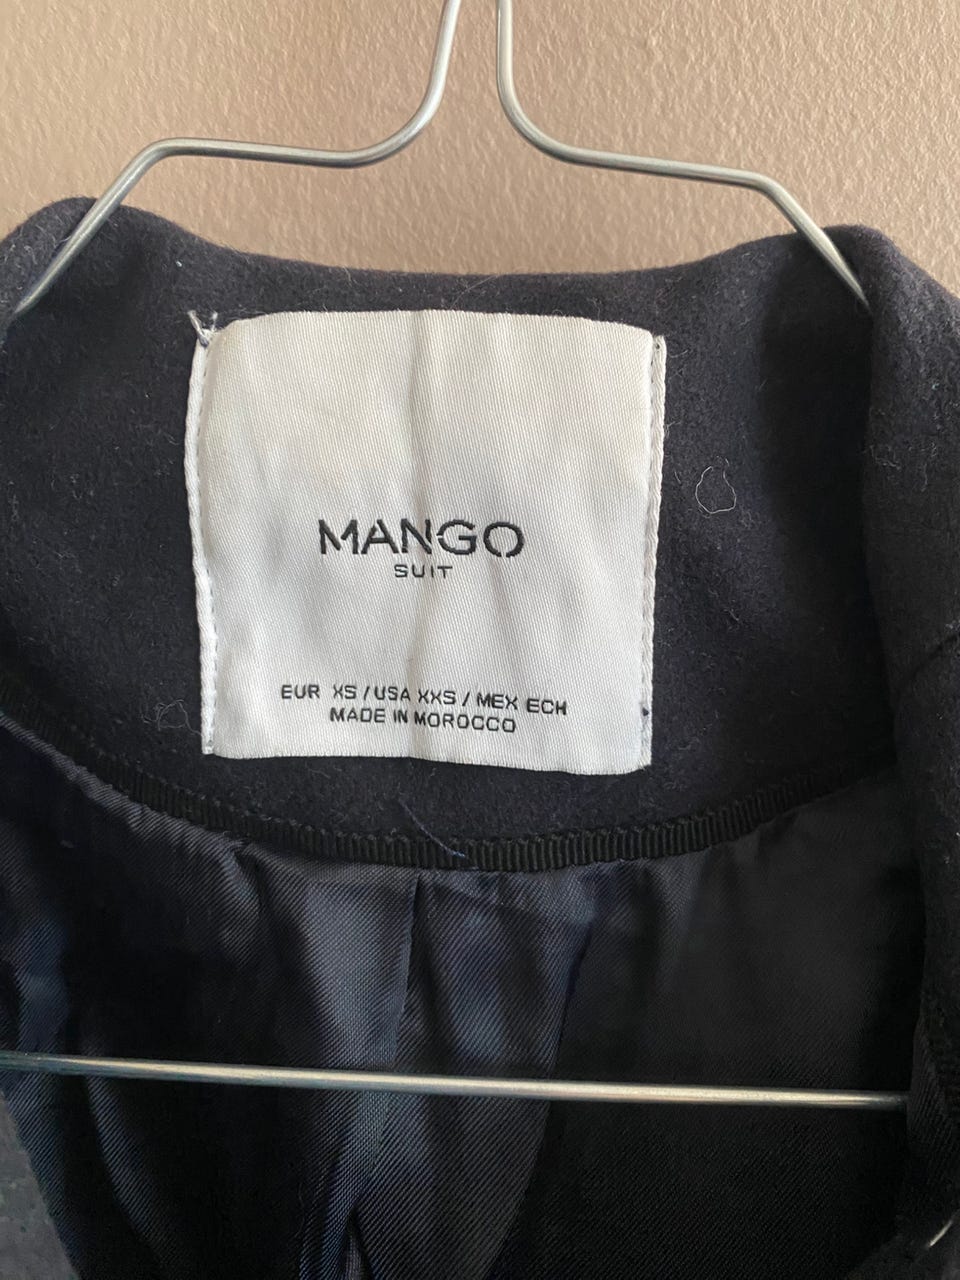 MANGO
SUIT
EUR XS / USA XXS / MEX ECH
MADE IN MOROCCO